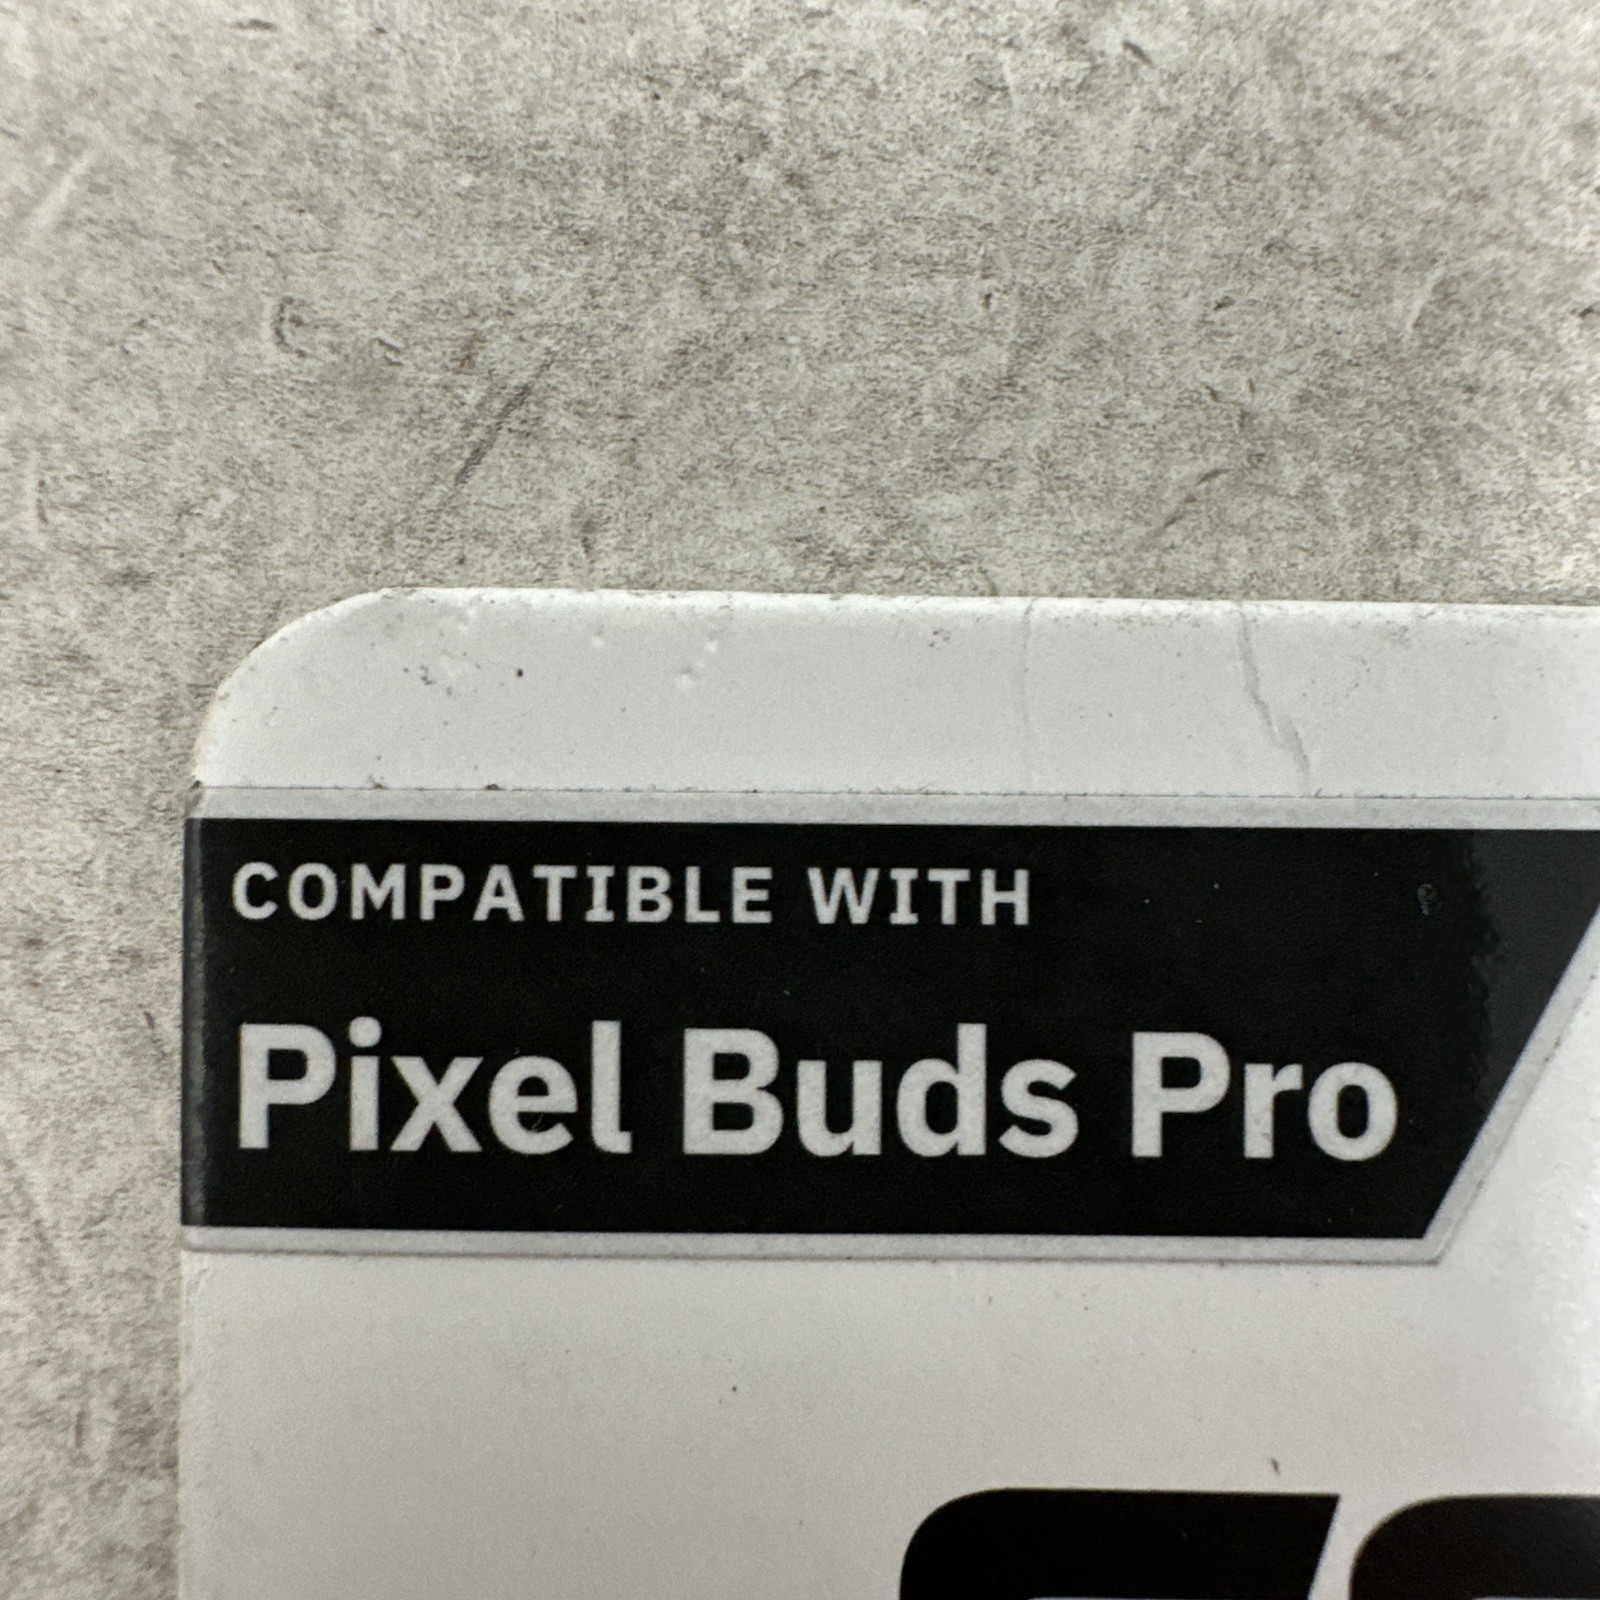 COMPATIBLE WITH
Pixel Buds Pro